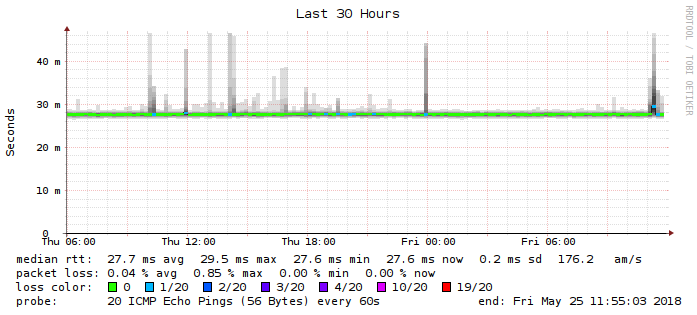 Last 30 Hours
RRDTOOL / TOBI OETIKER
Seconds
40 m
30 m
20 m
10 m
0
Thu 06:00 Thu 12:00 Thu 18:00 Fri 00:00 Fri 06:00
median rtt: 27.7 ms avg 29.5 ms max 27.6 ms min 27.6 ms now 0.2 ms sd 176.2 am/s
packet loss: 0.04 % avg 0.85 % max 0.00 % min 0.00 % now
loss color: 0 1/20 2/20 3/20 4/20 10/20 19/20
probe: 20 ICMP Echo Pings (56 Bytes) every 60s end: Fri May 25 11:55:03 2018